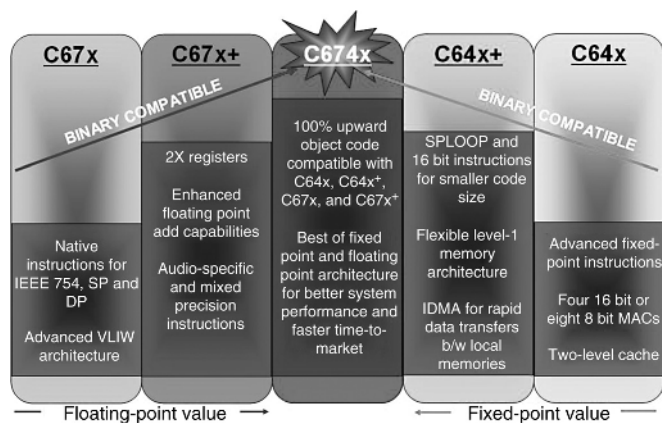 C67x
C67x+
C674x
C64x+
C64x
BINARY COMPATIBLE
BINARY COMPATIBLE
Native
instructions for
IEEE 754, SP and
DP
Advanced VLIW
architecture
2X registers
Enhanced
floating point
add capabilities
Audio-specific
and mixed
precision
instructions
100% upward
object code
compatible with
C64x, C64x+,
C67x, and C67x+
Best of fixed
point and floating
point architecture
for better system
performance and
faster time-to-
market
SPLOOP and
16 bit instructions
for smaller code
size
Flexible level-1
memory
architecture
IDMA for rapid
data transfers
b/w local
memories
Advanced fixed-
point instructions
Four 16 bit or
eight 8 bit MACs
Two-level cache
Floating-point value
Fixed-point value